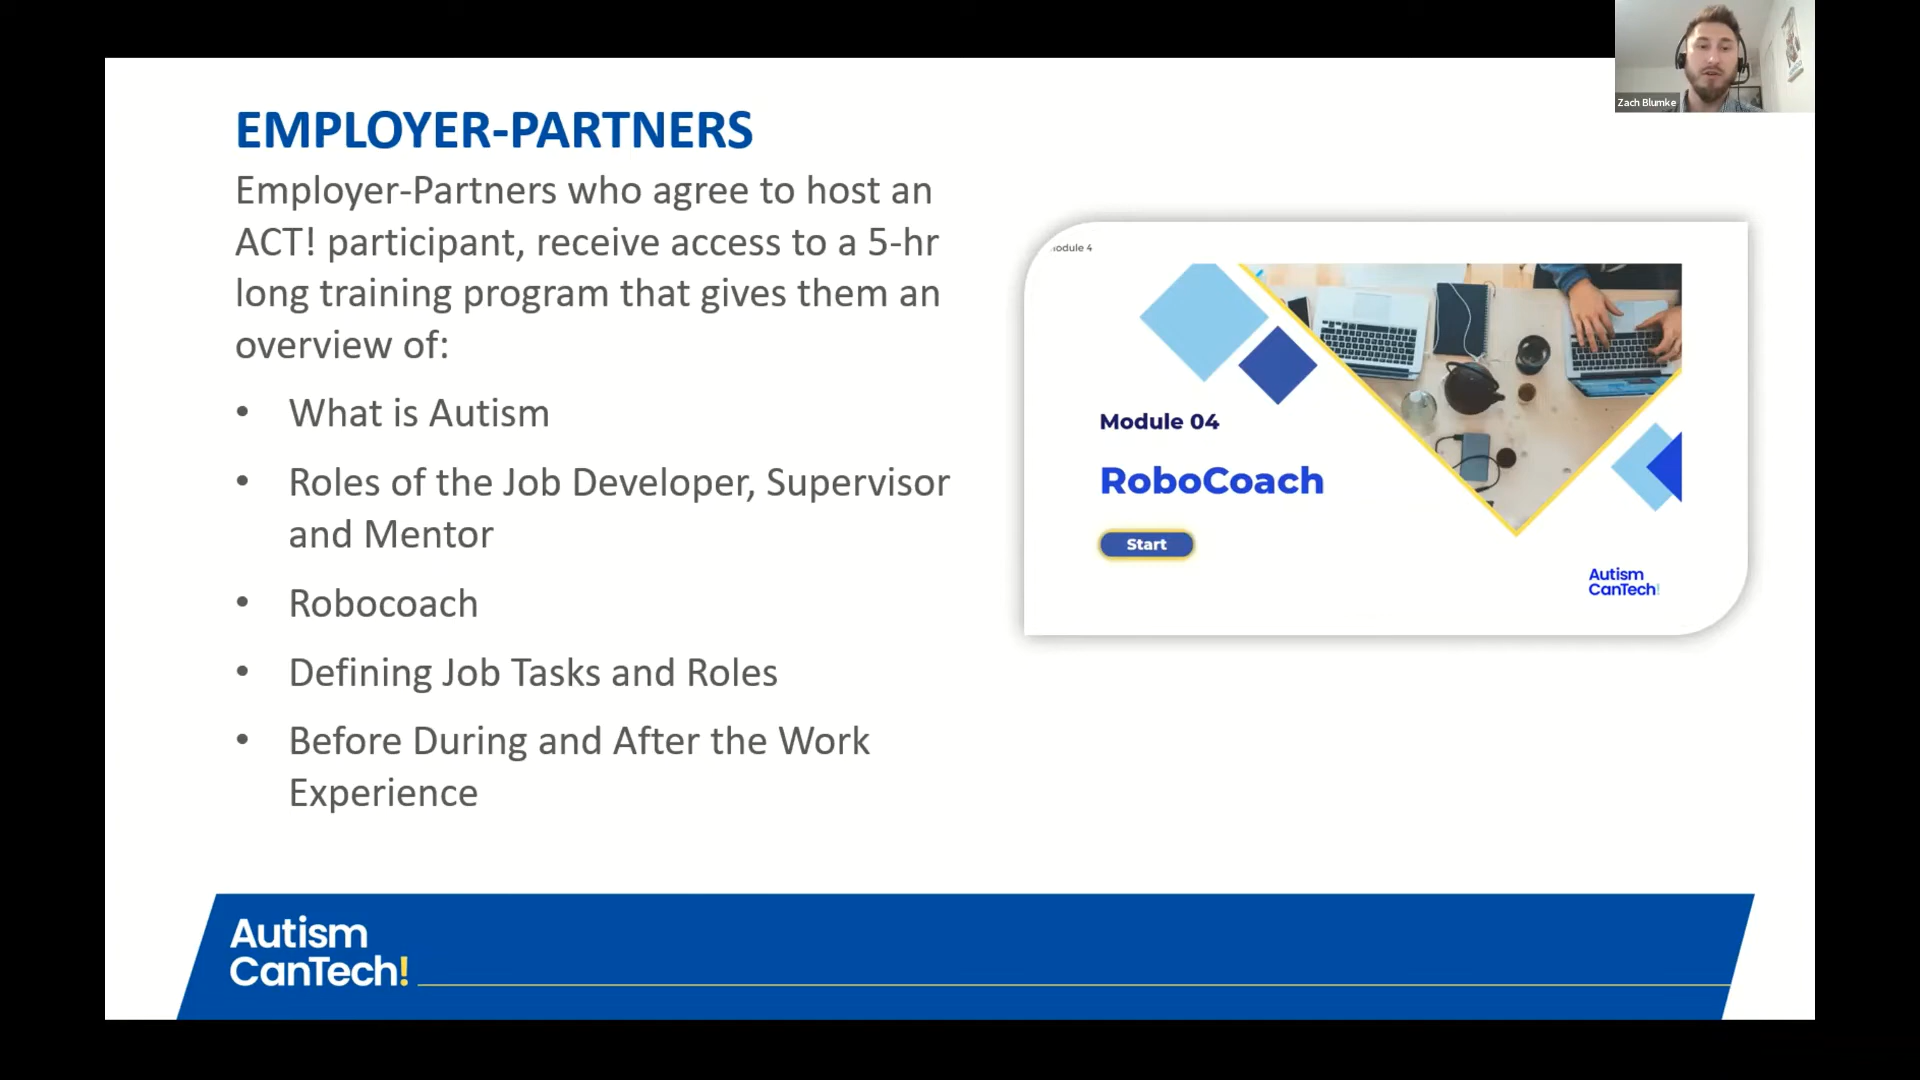 Zach Blumke
EMPLOYER-PARTNERS
Employer-Partners who agree to host an
ACT! participant, receive access to a 5-hr
long training program that gives them an
overview of:
• What is Autism
• Roles of the Job Developer, Supervisor
and Mentor
• Robocoach
• Defining Job Tasks and Roles
• Before During and After the Work
Experience
odule 4
Module 04
RoboCoach
Start
Autism
CanTech!
Autism
CanTech!